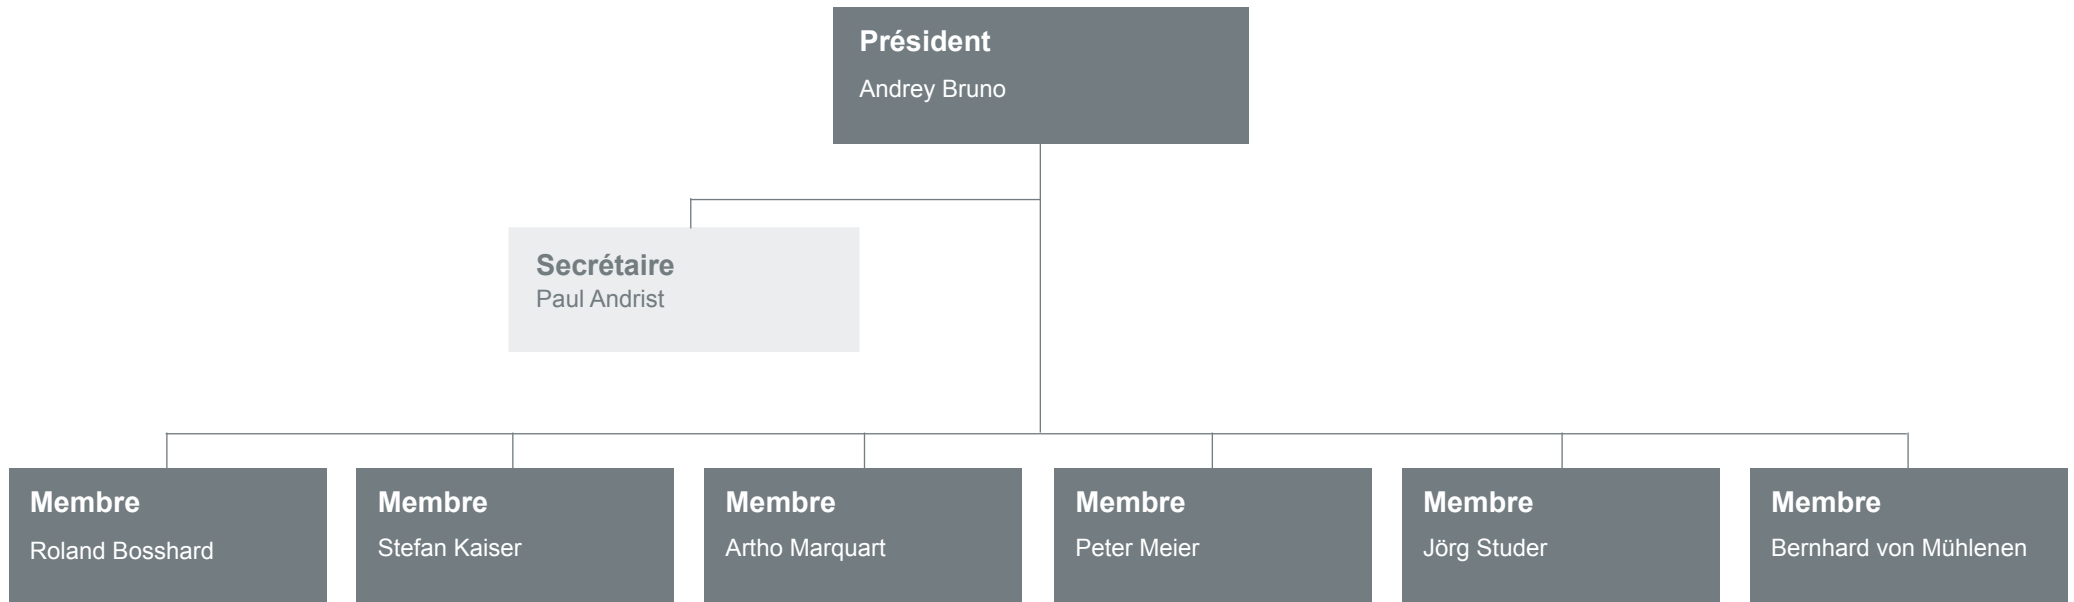 Président
Andrey Bruno
Secrétaire
Paul Andrist
Membre
Roland Bosshard
Membre
Stefan Kaiser
Membre
Artho Marquart
Membre
Peter Meier
Membre
Jörg Studer
Membre
Bernhard von Mühlenen